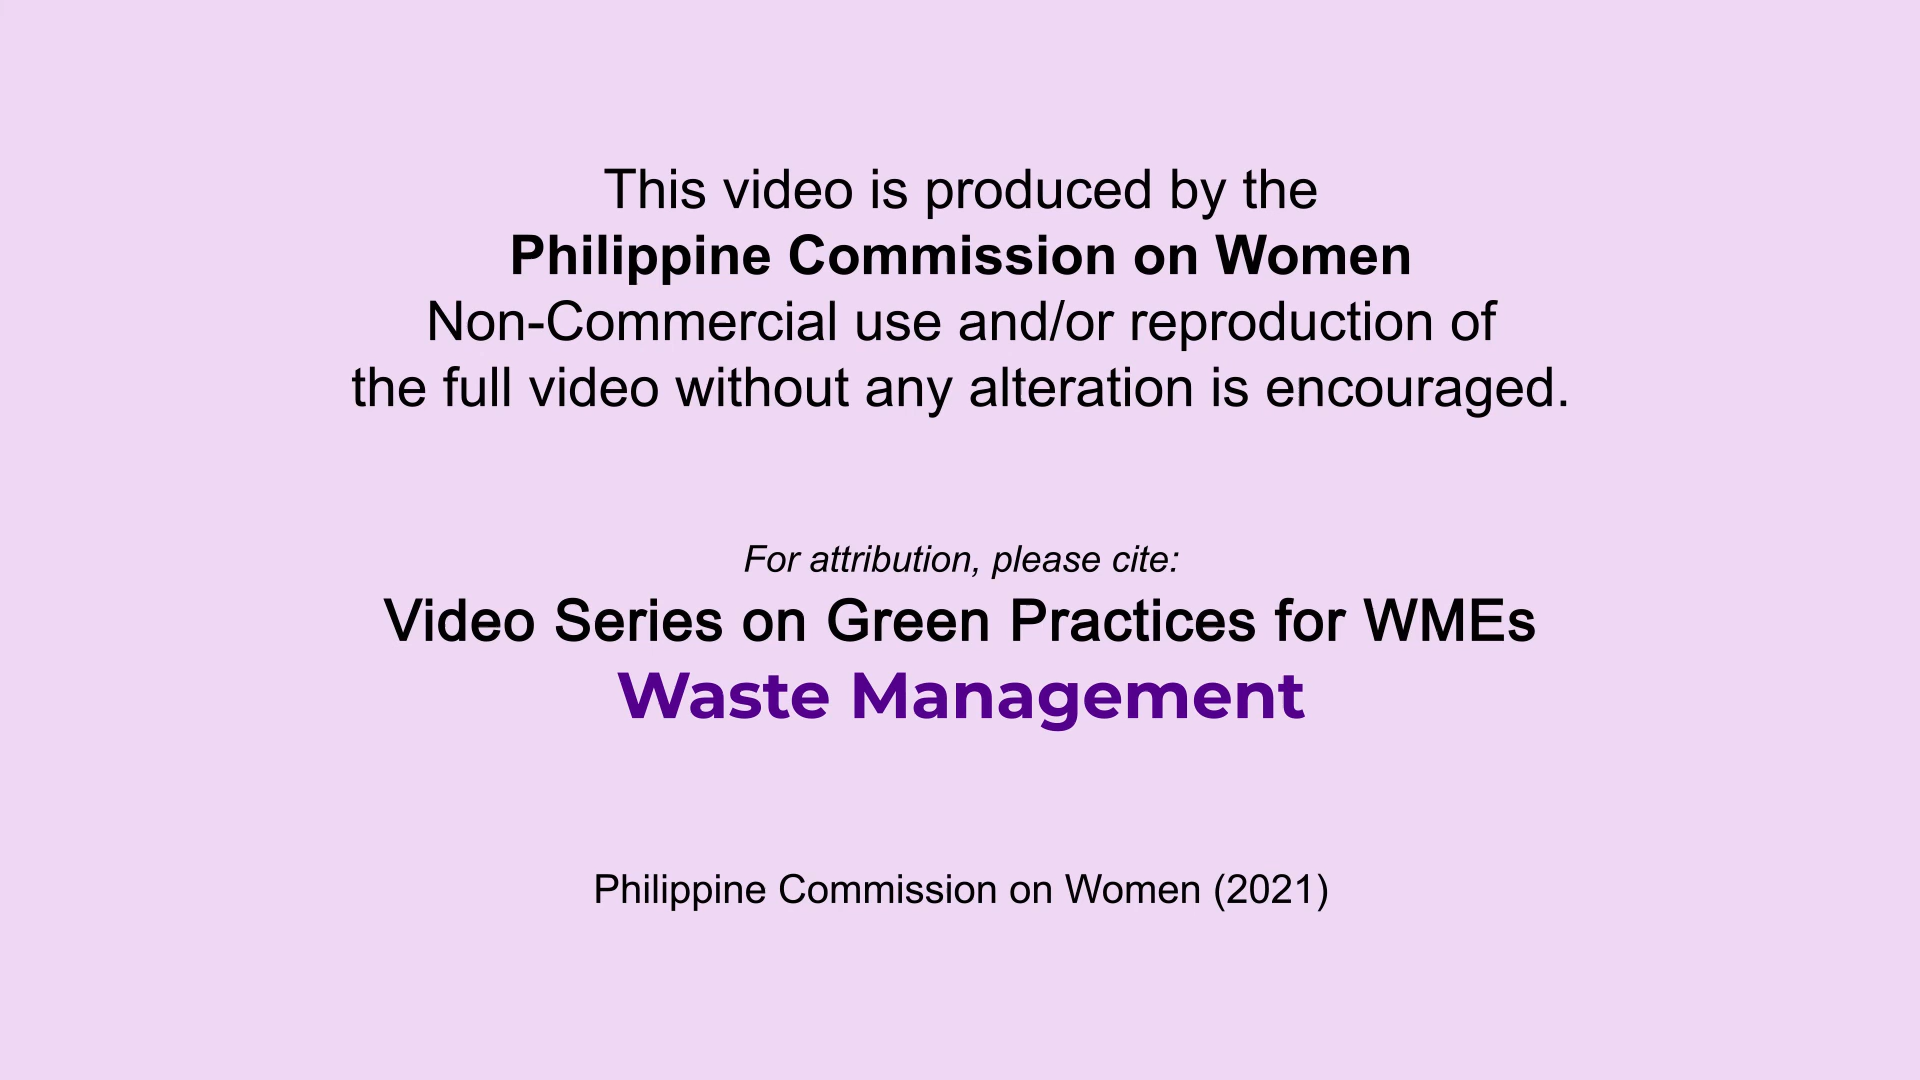 This video is produced by the
Philippine Commission on Women
Non-Commercial use and/or reproduction of
the full video without any alteration is encouraged.
For attribution, please cite:
Video Series on Green Practices for WMEs
Waste Management
Philippine Commission on Women (2021)